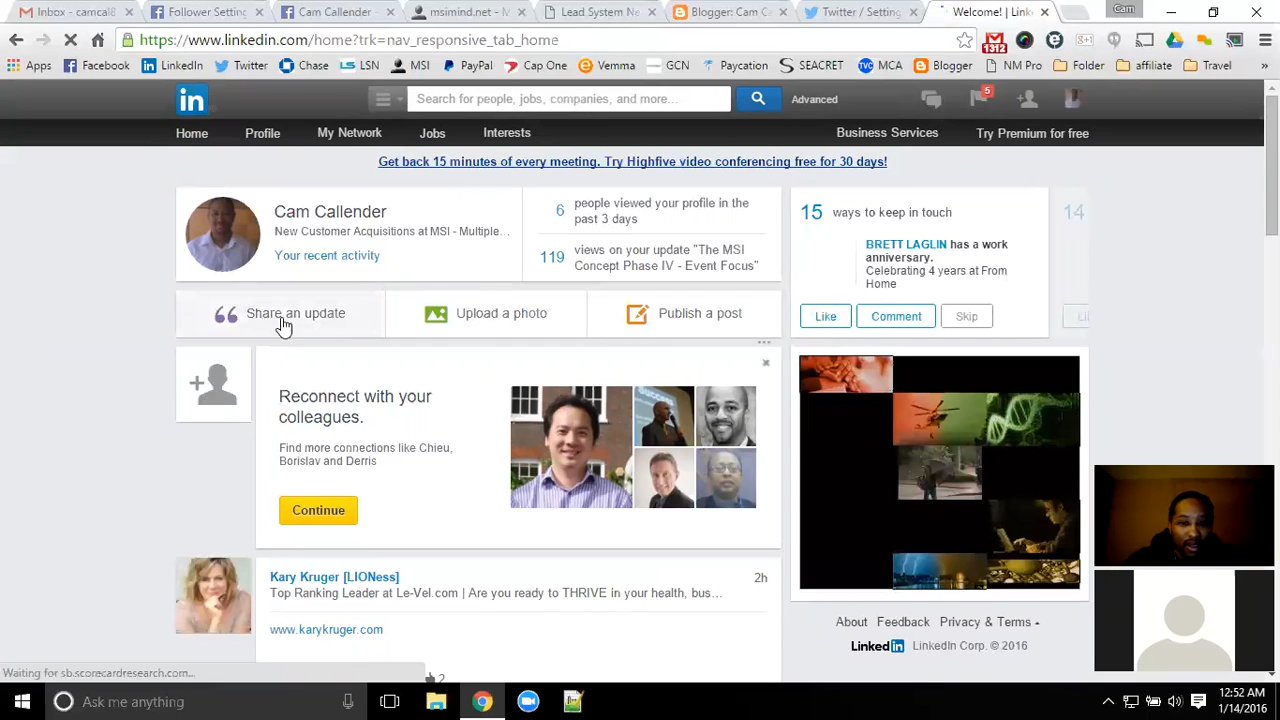 Inbox - camcal8
Follower Setting
Cam Callender -
msimind.net - M
Lead System Ne
Blogger: Cam C
Twitter / Setting
Welcome! | Link
Cam
https://www.linkedin.com/home?trk=nav_responsive_tab_home
1312
Apps
Facebook
LinkedIn
Twitter
Chase
LSN
MSI
PayPal
Cap One
Vemma
GCN
Paycation
SEACRET
MCA
Blogger
NM Pro
Folder
affiliate
Travel
in
Search for people, jobs, companies, and more...
Advanced
5
Home
Profile
My Network
Jobs
Interests
Business Services
Try Premium for free
Get back 15 minutes of every meeting. Try Highfive video conferencing free for 30 days!
Cam Callender
New Customer Acquisitions at MSI - Multiple...
Your recent activity
6 people viewed your profile in the
past 3 days
119 views on your update "The MSI
Concept Phase IV - Event Focus"
15 ways to keep in touch
14
BRETT LAGLIN has a work
anniversary.
Celebrating 4 years at From
Home
Like
Comment
Skip
Share an update
Upload a photo
Publish a post
Reconnect with your
colleagues.
Find more connections like Chieu,
Borislav and Derris
Continue
Kary Kruger [LIONess]
2h
Top Ranking Leader at Le-Vel.com | Are you ready to THRIVE in your health, bus...
www.karykruger.com
2
About
Feedback
Privacy & Terms
Linked in
LinkedIn Corp. © 2016
Waiting for sb.scorecardresearch.com...
Ask me anything
12:52 AM
1/14/2016